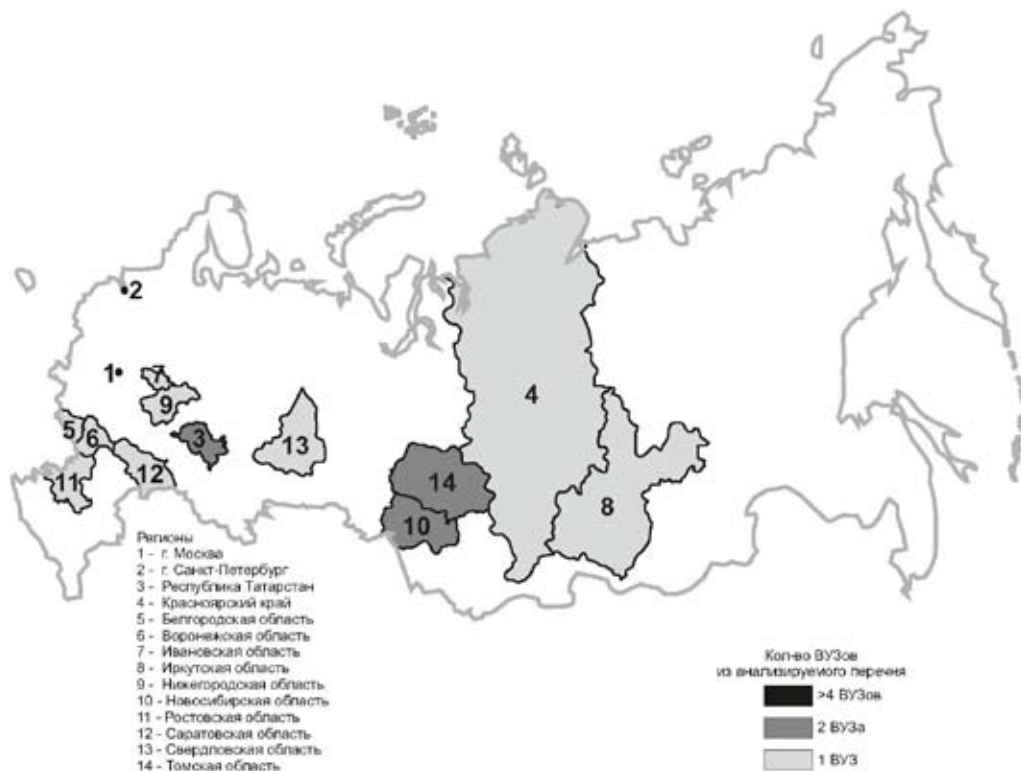 2
1
7
9
3
5
6
13
12
11
4
14
10
8
Регионы
1 - г. Москва
2 - г. Санкт-Петербург
3 - Республика Татарстан
4 - Красноярский край
5 - Белгородская область
6 - Воронежская область
7 - Ивановская область
8 - Иркутская область
9 - Нижегородская область
10 - Новосибирская область
11 - Ростовская область
12 - Саратовская область
13 - Свердловская область
14 - Томская область
Кол-во ВУЗов
из анализируемого перечня
>4 ВУЗов
2 ВУЗа
1 ВУЗ